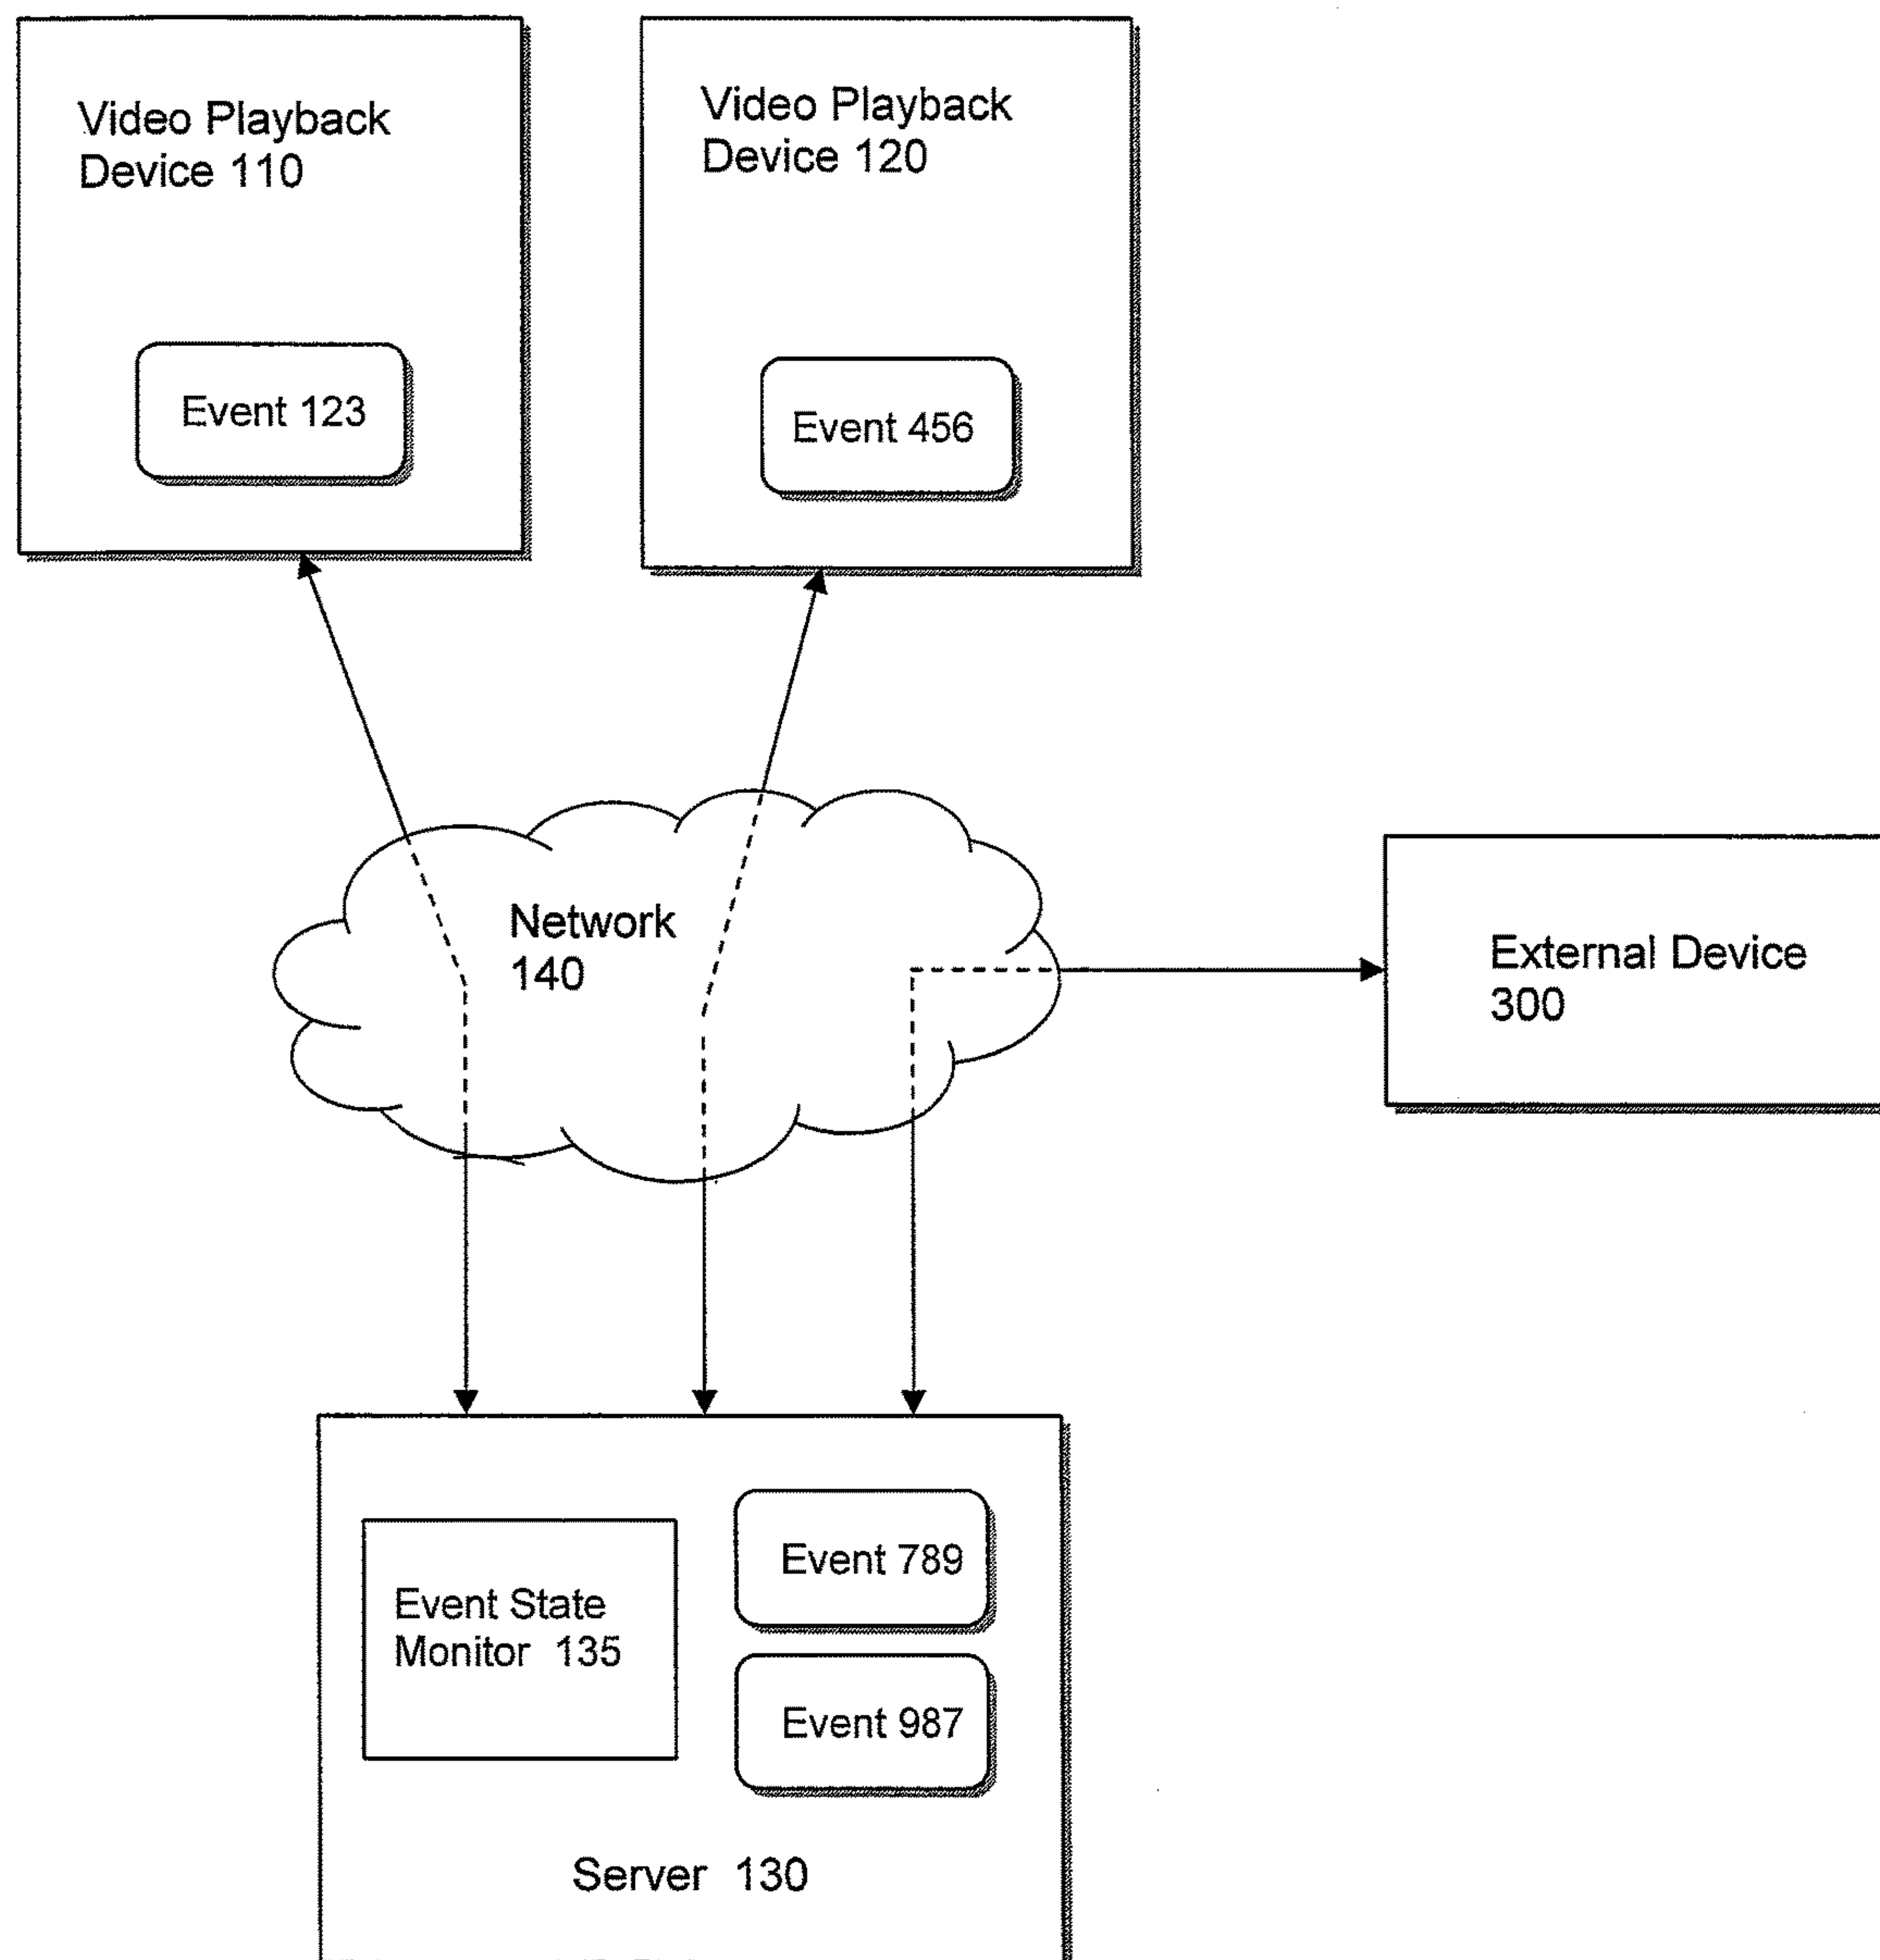 Video Playback
Device 110
Event 123
Video Playback
Device 120
Event 456
Network
140
External Device
300
Event State
Monitor 135
Event 789
Event 987
Server 130